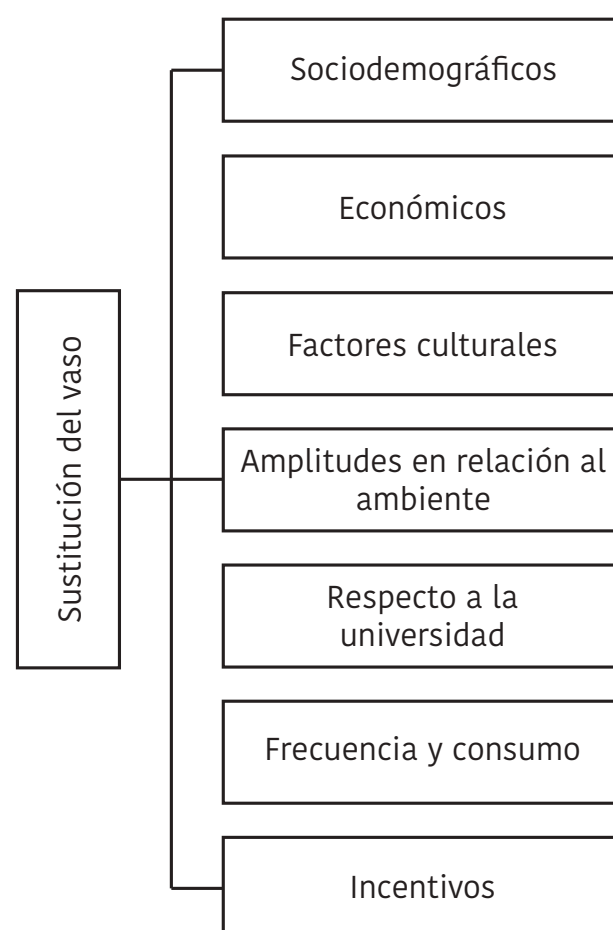 Sustitución del vaso
Sociodemográficos
Económicos
Factores culturales
Amplitudes en relación al
ambiente
Respecto a la
universidad
Frecuencia y consumo
Incentivos